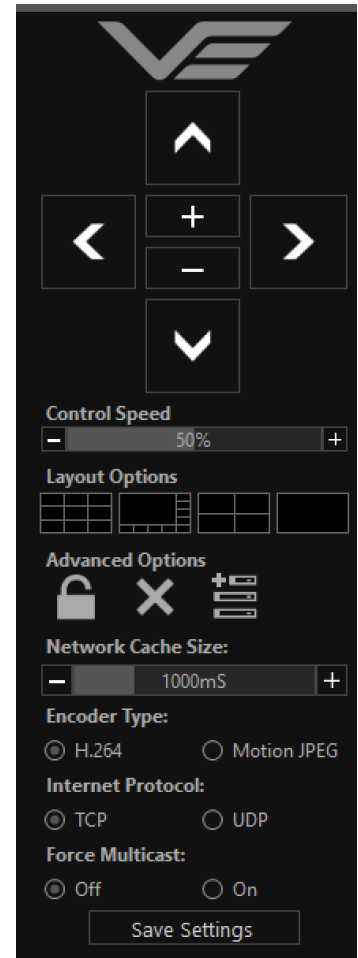 +
−
Control Speed
− 50% +
Layout Options
Advanced Options
Network Cache Size:
− 1000mS +
Encoder Type:
H.264 Motion JPEG
Internet Protocol:
TCP UDP
Force Multicast:
Off On
Save Settings